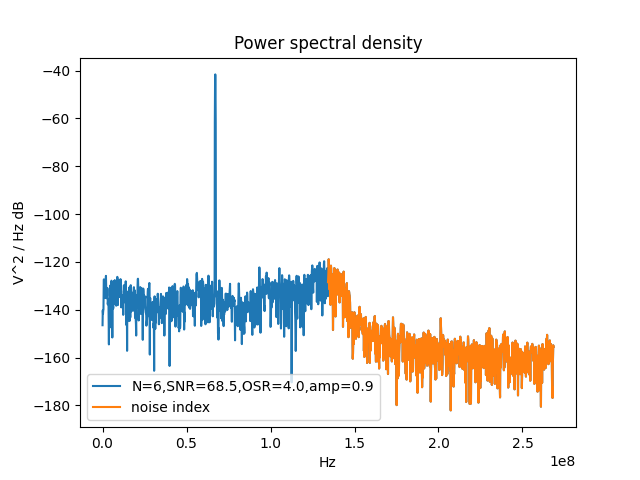 Power spectral density
V^2 / Hz dB
−40
−60
−80
−100
−120
−140
−160
−180
N=6,SNR=68.5,OSR=4.0,amp=0.9
noise index
0.0 0.5 1.0 1.5 2.0 2.5
1e8
Hz